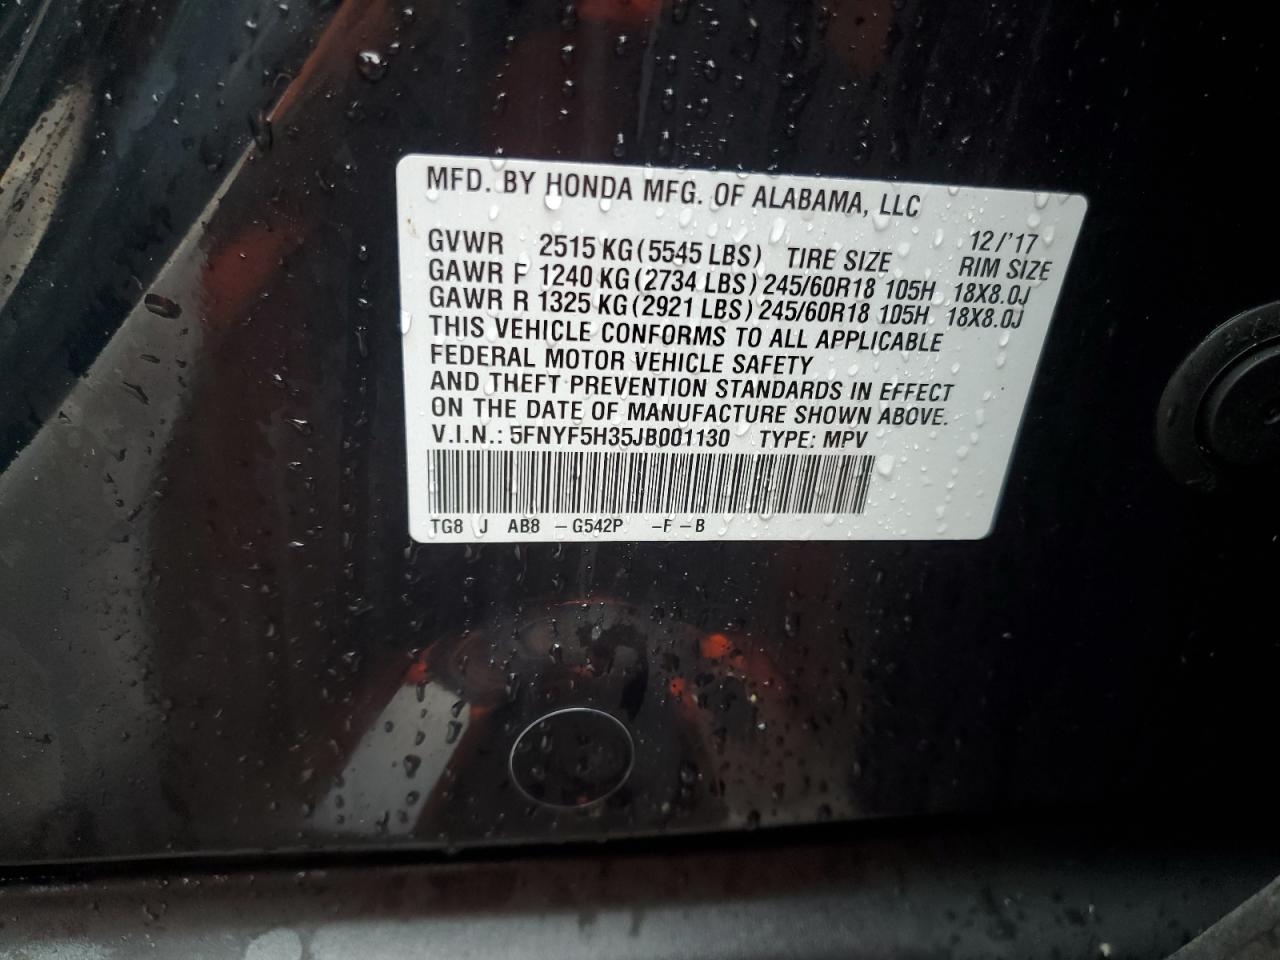 MFD. BY HONDA MFG. OF ALABAMA, LLC
12/'17
GVWR 2515 KG (5545 LBS) TIRE SIZE RIM SIZE
GAWR F 1240 KG (2734 LBS) 245/60R18 105H 18X8.0J
GAWR R 1325 KG (2921 LBS) 245/60R18 105H 18X8.0J
THIS VEHICLE CONFORMS TO ALL APPLICABLE
FEDERAL MOTOR VEHICLE SAFETY
AND THEFT PREVENTION STANDARDS IN EFFECT
ON THE DATE OF MANUFACTURE SHOWN ABOVE.
V.I.N.: 5FNYF5H35JB001130 TYPE: MPV
TG8 J AB8 - G542P - F - B